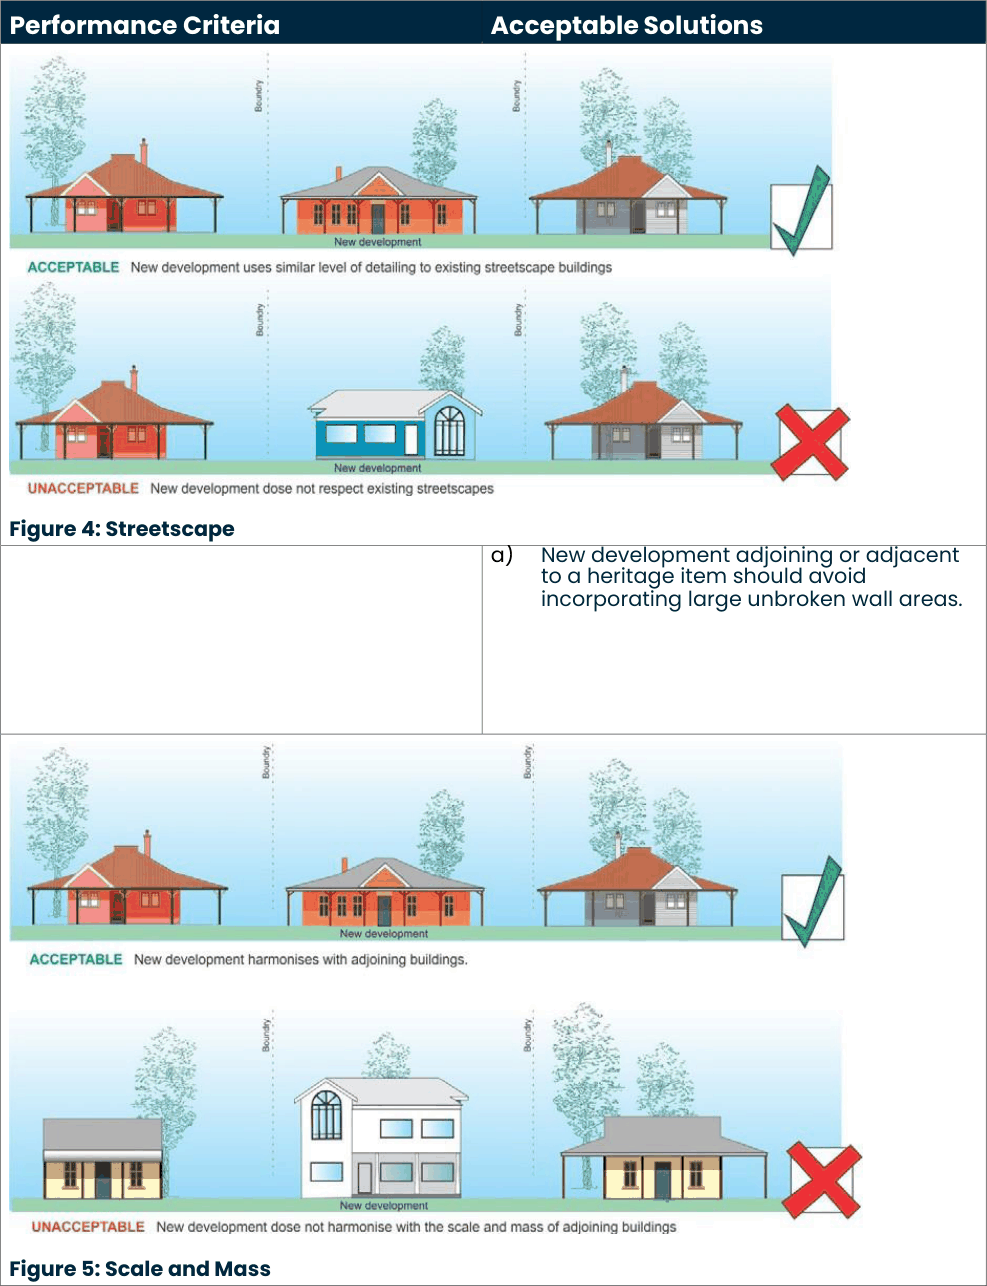 Performance Criteria Acceptable Solutions
Boundry Boundry
New development
ACCEPTABLE New development uses similar level of detailing to existing streetscape buildings
Boundry Boundry
New development
UNACCEPTABLE New development dose not respect existing streetscapes
Figure 4: Streetscape
a) New development adjoining or adjacent
to a heritage item should avoid
incorporating large unbroken wall areas.
Boundry Boundry
New development
ACCEPTABLE New development harmonises with adjoining buildings.
Boundry Boundry
New development
UNACCEPTABLE New development dose not harmonise with the scale and mass of adjoining buildings
Figure 5: Scale and Mass